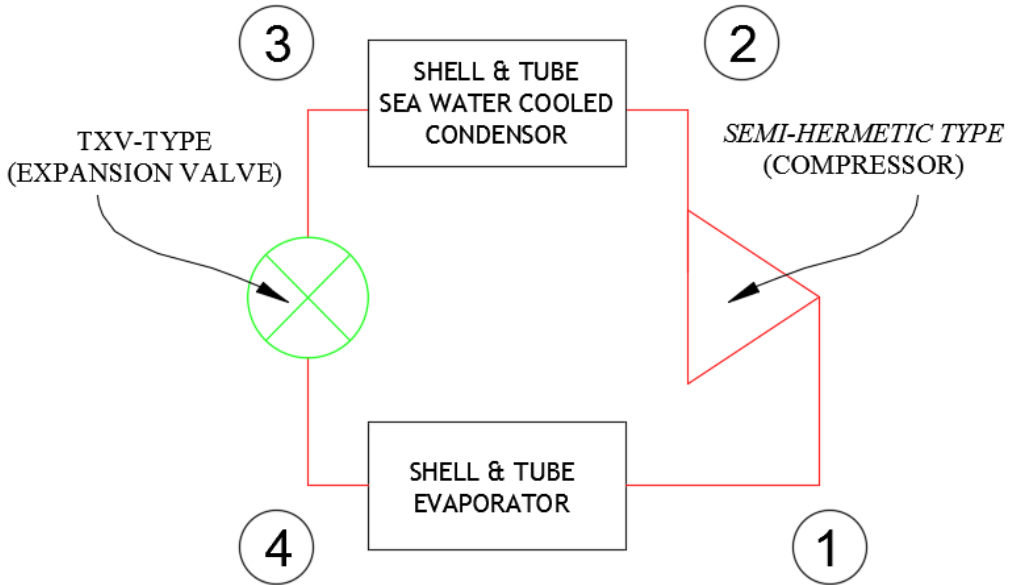 3
2
SHELL & TUBE
SEA WATER COOLED
CONDENSOR
TXV-TYPE
(EXPANSION VALVE)
SEMI-HERMETIC TYPE
(COMPRESSOR)
SHELL & TUBE
EVAPORATOR
4
1